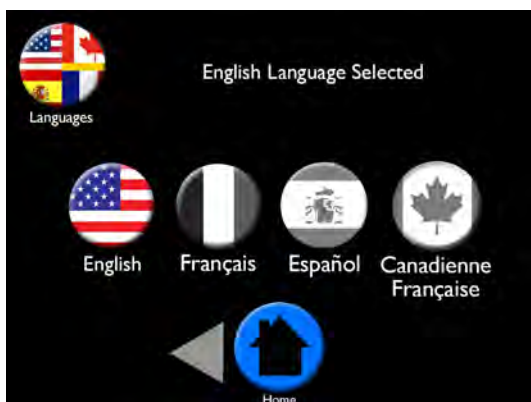 English Language Selected
Languages
English
Français
Español
Canadienne
Française
Home